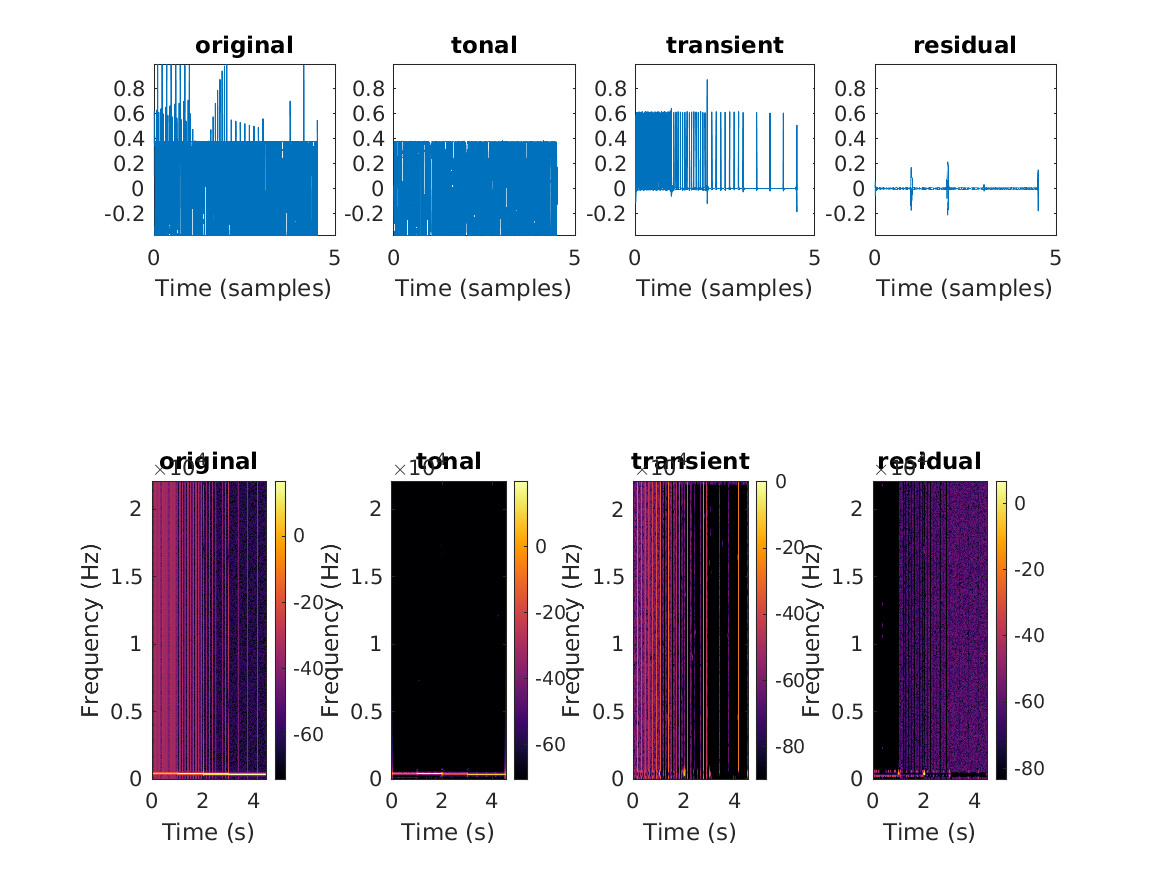 original tonal transient residual
0.8 0.8 0.8 0.8
0.6 0.6 0.6 0.6
0.4 0.4 0.4 0.4
0.2 0.2 0.2 0.2
0 0 0 0
-0.2 -0.2 -0.2 -0.2
0 5 0 5 0 5 0 5
Time (samples) Time (samples) Time (samples) Time (samples)
original tonal transient residual
×10⁴ ×10⁴ ×10⁴ ×10⁴
2 2 2 2
1.5 1.5 1.5 1.5
1 1 1 1
0.5 0.5 0.5 0.5
0 0 0 0
Frequency (Hz) Frequency (Hz) Frequency (Hz) Frequency (Hz)
0 -20 -40 -60
0 -20 -40 -60
0 -20 -40 -60 -80
0 -20 -40 -60 -80
0 2 4 0 2 4 0 2 4 0 2 4
Time (s) Time (s) Time (s) Time (s)